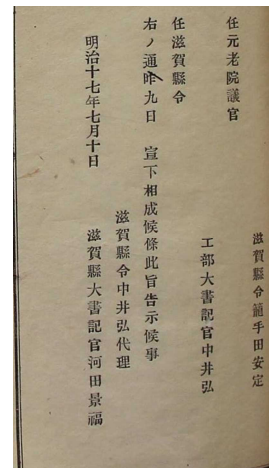 滋賀縣令籠手田安定
任元老院議官
工部大書記官中井弘
任滋賀縣令
右ノ通昨九日　宣下相成候條此旨告示候事
滋賀縣令中井弘代理
明治十七年七月十日　滋賀縣大書記官河田景福